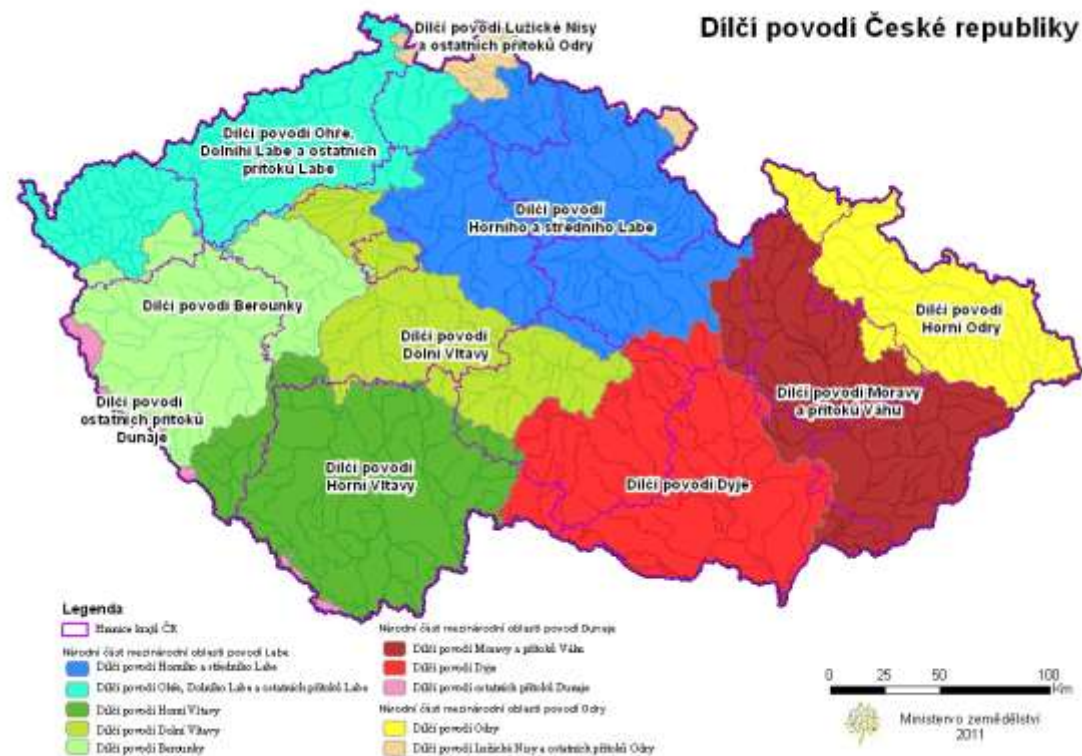 Dílčí povodí České republiky
Dílčí povodí Lužické Nisy
a ostatních přítoků Odry
Dílčí povodí Ohře,
Dolního Labe a ostatních
přítoků Labe
Dílčí povodí
Horního a středního Labe
Dílčí povodí Berounky
Dílčí povodí
Dolní Vltavy
Dílčí povodí
Horní Odry
Dílčí povodí
ostatních přítoků
Dunaje
Dílčí povodí Moravy
a přítoků Váhu
Dílčí povodí
Horní Vltavy
Dílčí povodí Dyje
Legenda
Hranice krajů ČR
Národní část mezinárodní oblasti povodí Labe
Dílčí povodí Horního a středního Labe
Dílčí povodí Ohře, Dolního Labe a ostatních přítoků Labe
Dílčí povodí Horní Vltavy
Dílčí povodí Dolní Vltavy
Dílčí povodí Berounky
Národní část mezinárodní oblasti povodí Dunaje
Dílčí povodí Moravy a přítoků Váhu
Dílčí povodí Dyje
Dílčí povodí ostatních přítoků Dunaje
Národní část mezinárodní oblasti povodí Odry
Dílčí povodí Odry
Dílčí povodí Lužické Nisy a ostatních přítoků Odry
0 25 50 100
Km
Ministervo zemědělství
2011